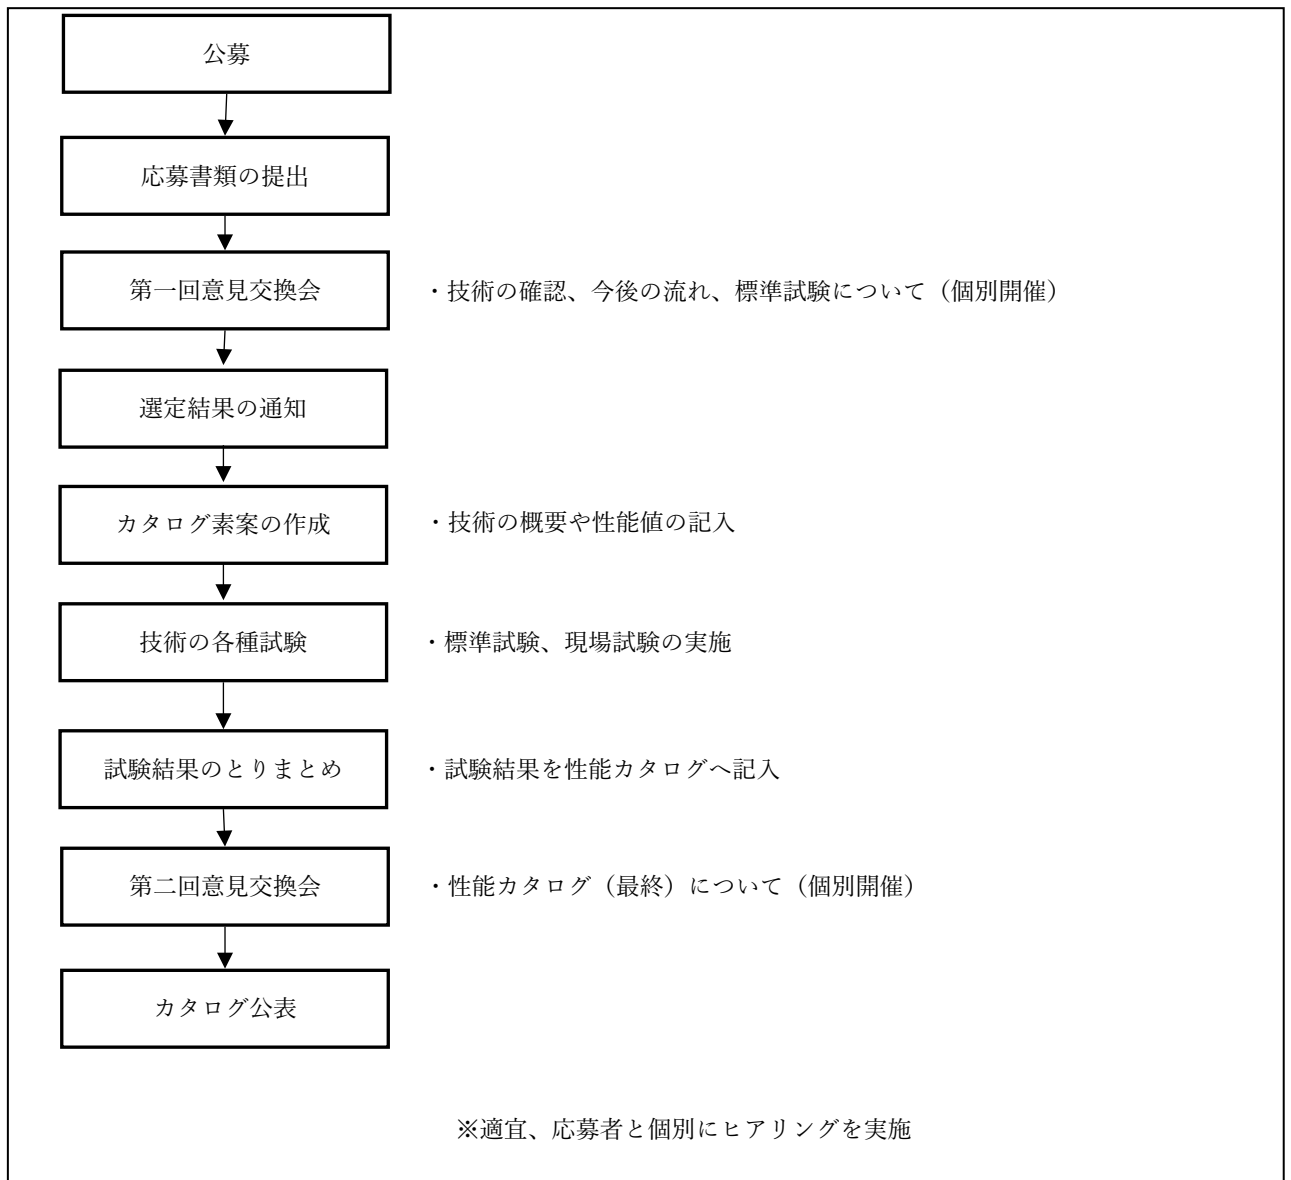 公募
応募書類の提出
第一回意見交換会
・技術の確認、今後の流れ、標準試験について（個別開催）
選定結果の通知
カタログ素案の作成
・技術の概要や性能値の記入
技術の各種試験
・標準試験、現場試験の実施
試験結果のとりまとめ
・試験結果を性能カタログへ記入
第二回意見交換会
・性能カタログ（最終）について（個別開催）
カタログ公表
※適宜、応募者と個別にヒアリングを実施